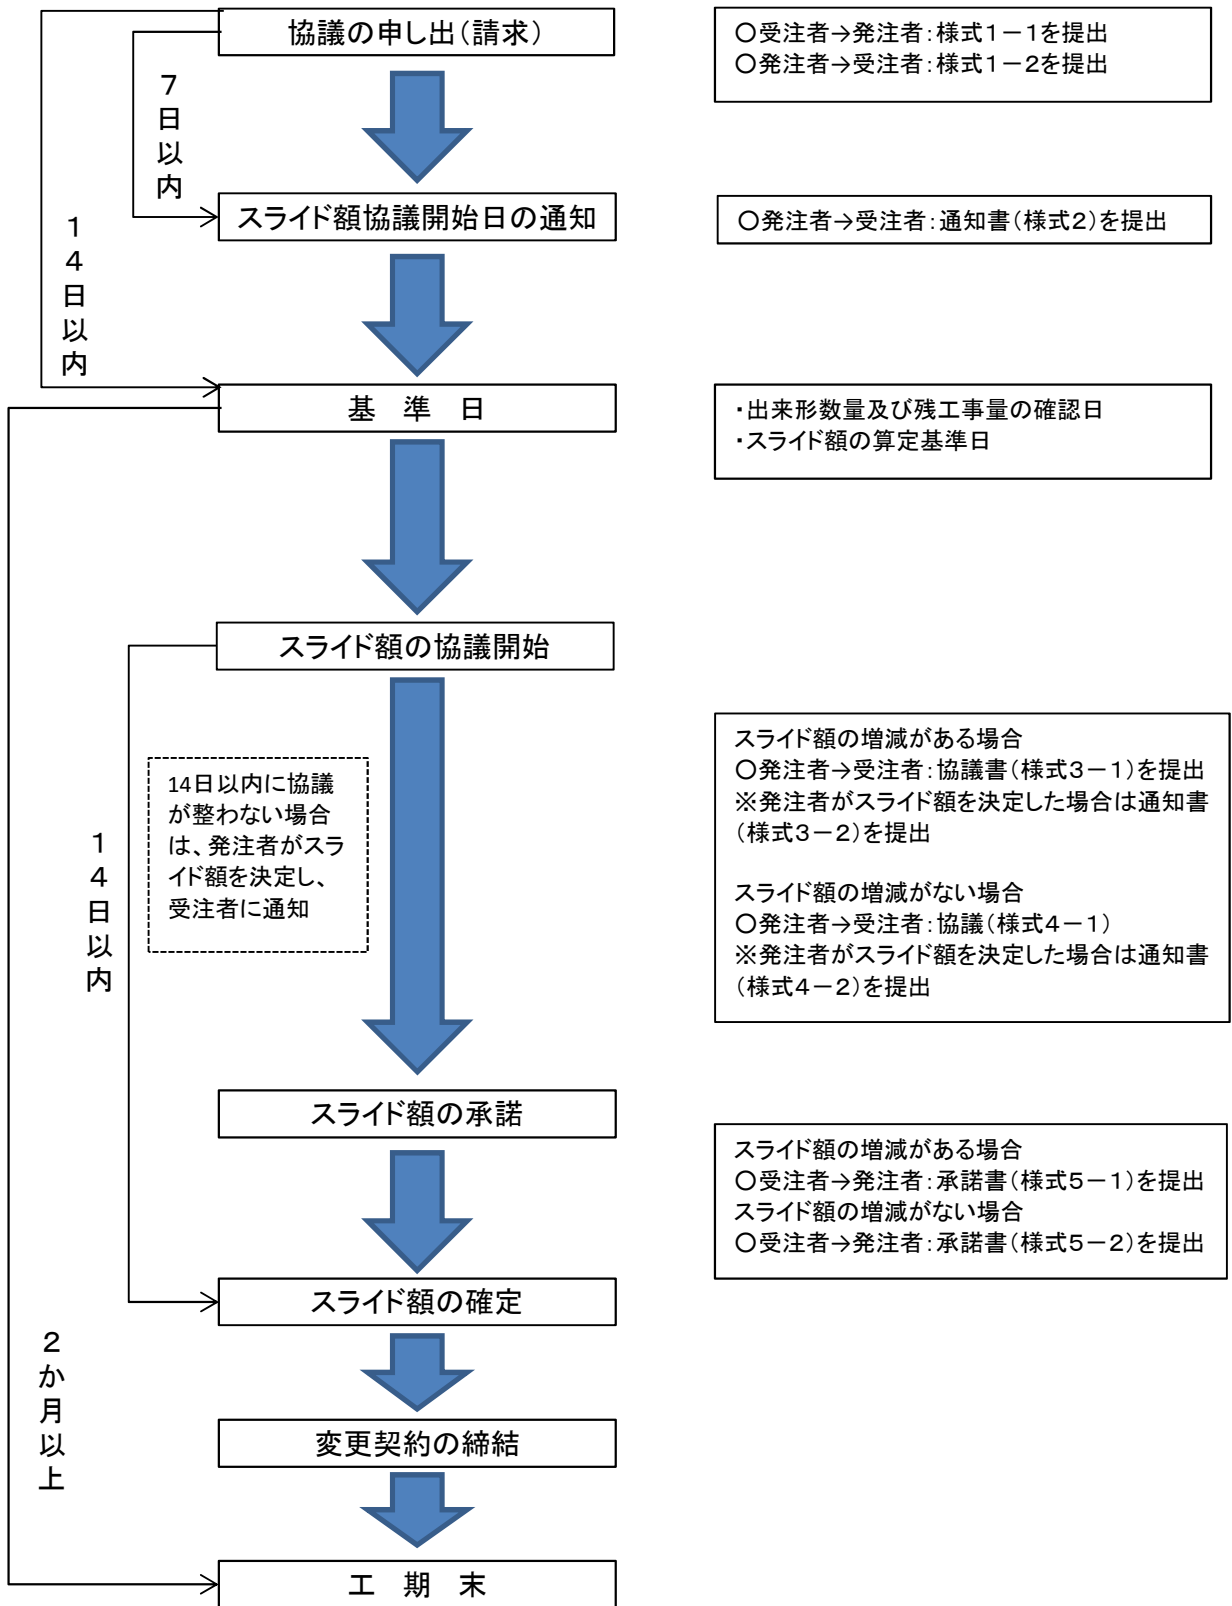 協議の申し出（請求）
○受注者→発注者：様式１－１を提出
○発注者→受注者：様式１－２を提出
７日以内
スライド額協議開始日の通知
○発注者→受注者：通知書（様式２）を提出
１４日以内
基　準　日
・出来形数量及び残工事量の確認日
・スライド額の算定基準日
スライド額の協議開始
14日以内に協議
が整わない場合
は、発注者がスラ
イド額を決定し、
受注者に通知
１４日以内
スライド額の増減がある場合
○発注者→受注者：協議書（様式３－１）を提出
※発注者がスライド額を決定した場合は通知書
（様式３－２）を提出
スライド額の増減がない場合
○発注者→受注者：協議（様式４－１）
※発注者がスライド額を決定した場合は通知書
（様式４－２）を提出
スライド額の承諾
スライド額の増減がある場合
○受注者→発注者：承諾書（様式５－１）を提出
スライド額の増減がない場合
○受注者→発注者：承諾書（様式５－２）を提出
スライド額の確定
２か月以上
変更契約の締結
工　期　末